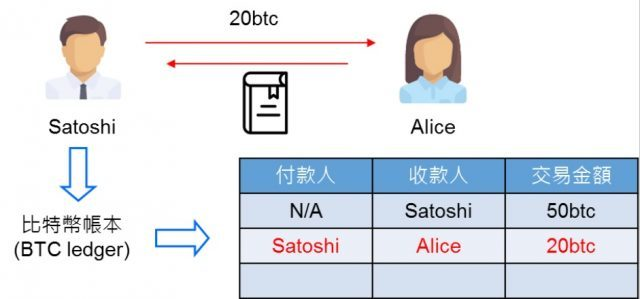 20btc
Satoshi
Alice
比特幣帳本
(BTC ledger)
付款人 收款人 交易金額
N/A Satoshi 50btc
Satoshi Alice 20btc